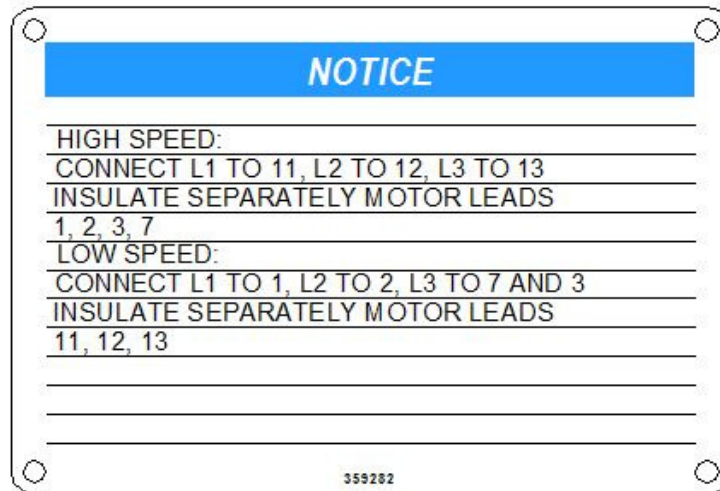 NOTICE
HIGH SPEED:
CONNECT L1 TO 11, L2 TO 12, L3 TO 13
INSULATE SEPARATELY MOTOR LEADS
1, 2, 3, 7
LOW SPEED:
CONNECT L1 TO 1, L2 TO 2, L3 TO 7 AND 3
INSULATE SEPARATELY MOTOR LEADS
11, 12, 13
359282